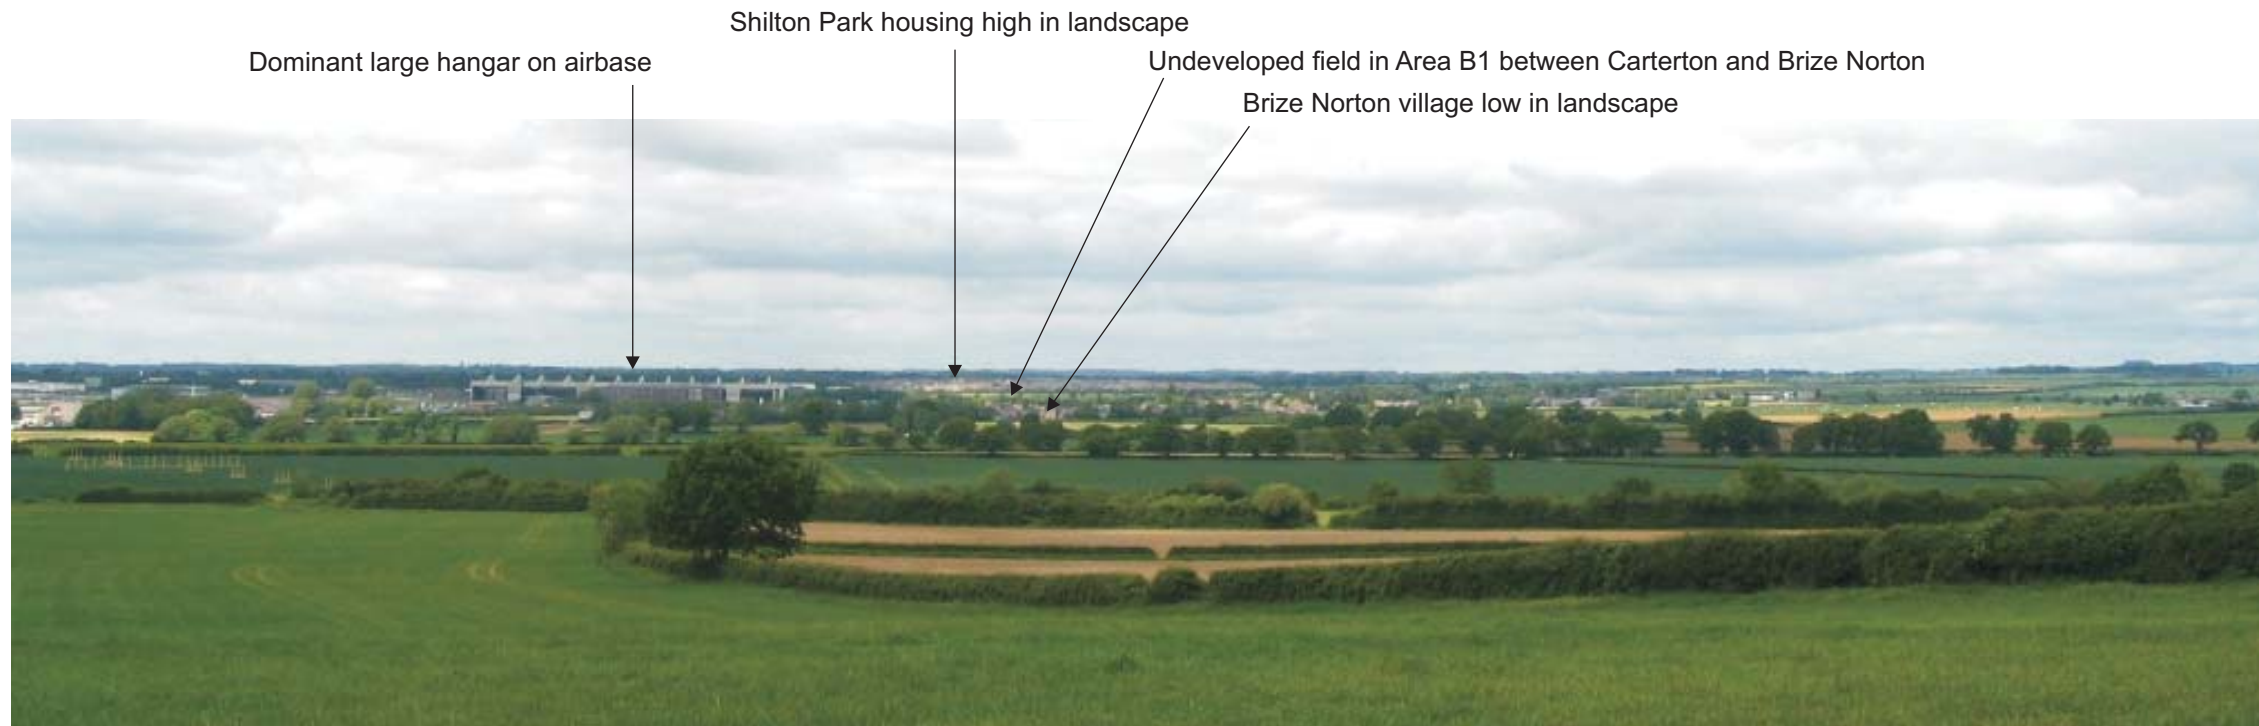 Shilton Park housing high in landscape
Dominant large hangar on airbase
Undeveloped field in Area B1 between Carterton and Brize Norton
Brize Norton village low in landscape